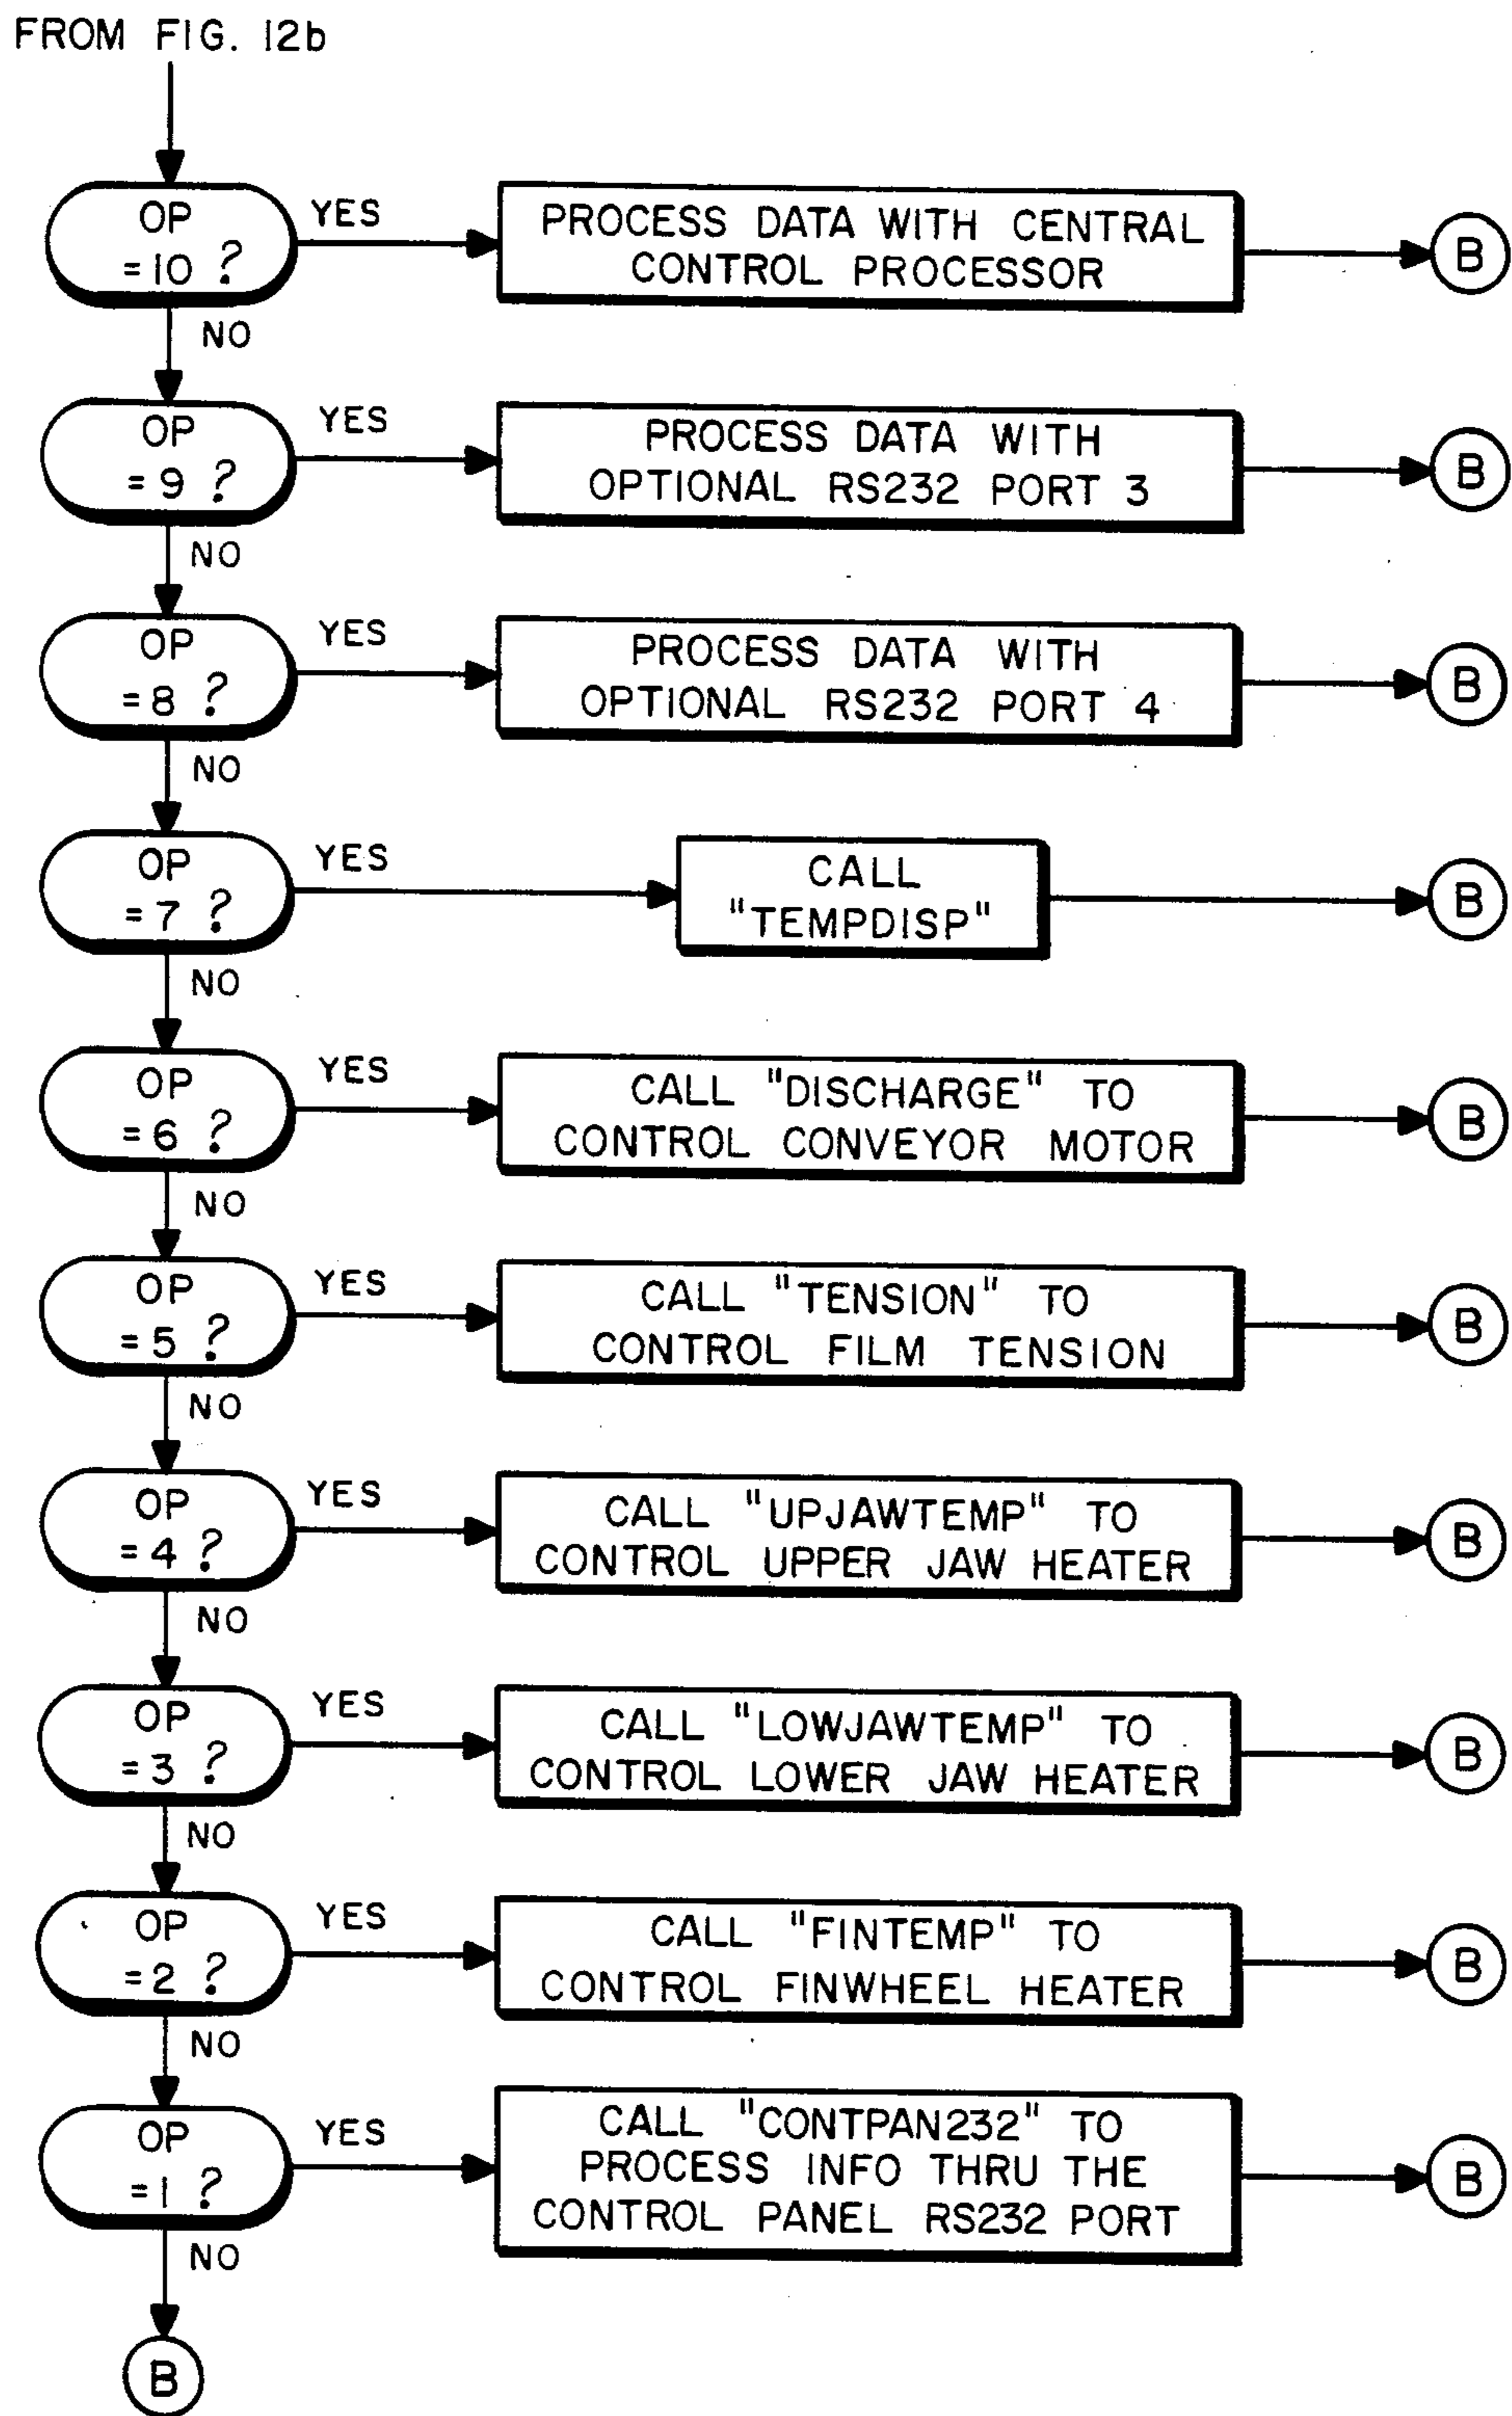 FROM FIG. 12b
OP
=10 ?
YES
PROCESS DATA WITH CENTRAL
CONTROL PROCESSOR
B
NO
OP
=9 ?
YES
PROCESS DATA WITH
OPTIONAL RS232 PORT 3
B
NO
OP
=8 ?
YES
PROCESS DATA WITH
OPTIONAL RS232 PORT 4
B
NO
OP
=7 ?
YES
CALL
"TEMPDISP"
B
NO
OP
=6 ?
YES
CALL "DISCHARGE" TO
CONTROL CONVEYOR MOTOR
B
NO
OP
=5 ?
YES
CALL "TENSION" TO
CONTROL FILM TENSION
B
NO
OP
=4 ?
YES
CALL "UPJAWTEMP" TO
CONTROL UPPER JAW HEATER
B
NO
OP
=3 ?
YES
CALL "LOWJAWTEMP" TO
CONTROL LOWER JAW HEATER
B
NO
OP
=2 ?
YES
CALL "FINTEMP" TO
CONTROL FINWHEEL HEATER
B
NO
OP
=1 ?
YES
CALL "CONTPAN232" TO
PROCESS INFO THRU THE
CONTROL PANEL RS232 PORT
B
NO
B